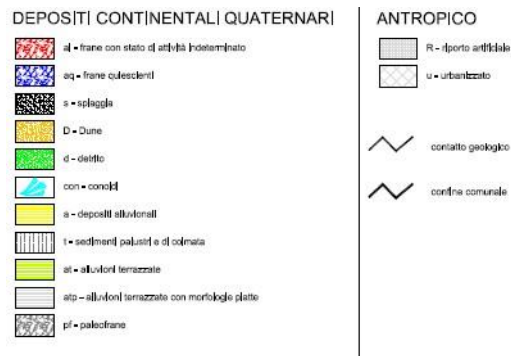 DEPOSITI CONTINENTALI QUATERNARI
ai - frane con stato di attività indeterminato
aq - frane quiescienti
s - spiaggia
D - Dune
d - detrito
con - conoidi
a - depositi alluvionali
t - sedimenti palustri e di colmata
at - alluvioni terrazzate
atp - alluvioni terrazzate con morfologie piatte
pf - paleofrane
ANTROPICO
R - riporto artificiale
u - urbanizzato
contatto geologico
confine comunale